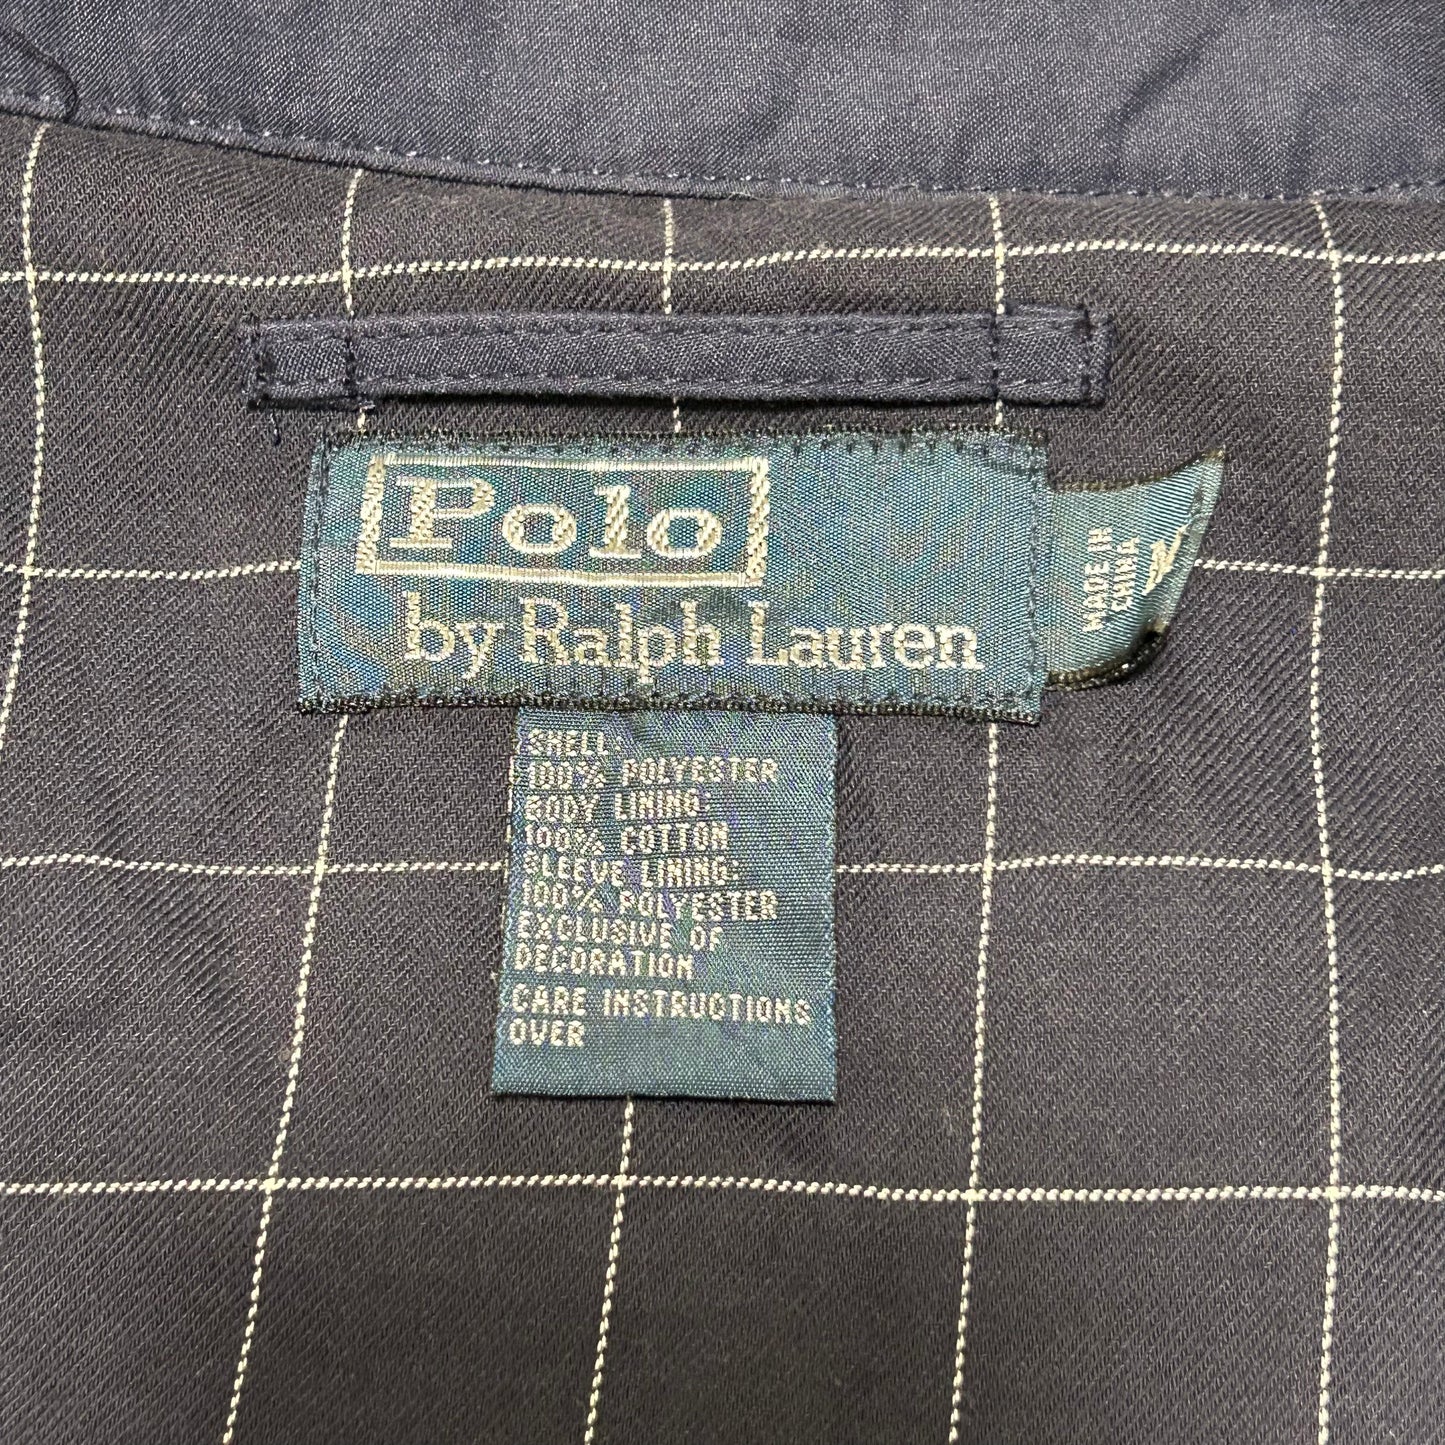 Polo
by Ralph Lauren
MADE IN
CHINA
SHELL:
100% POLYESTER
BODY LINING:
100% COTTON
SLEEVE LINING:
100% POLYESTER
EXCLUSIVE OF
DECORATION
CARE INSTRUCTIONS
OVER